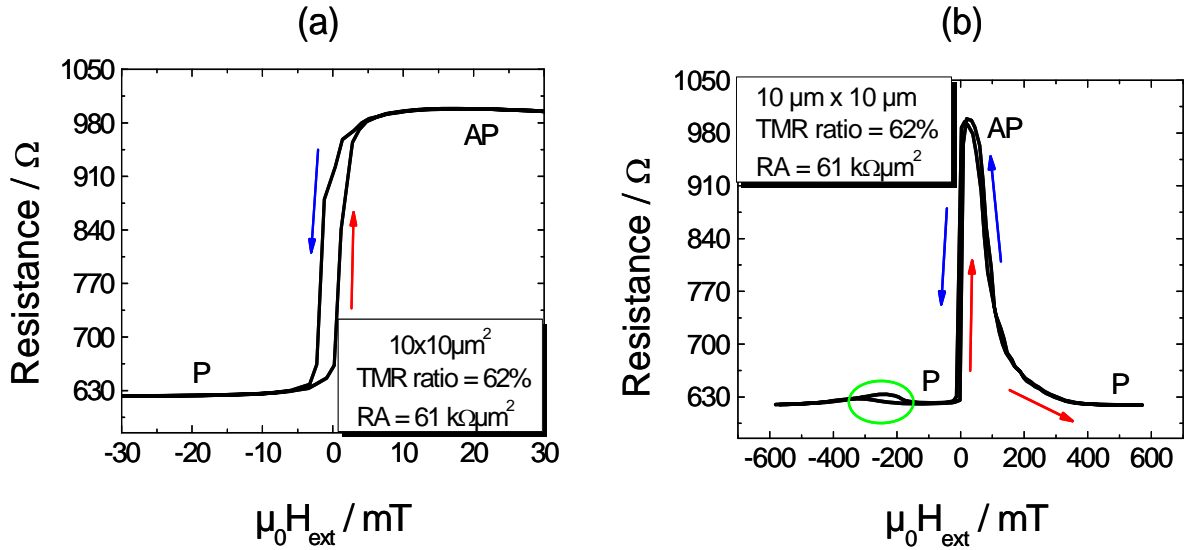 (a)
(b)
1050
980
910
840
770
700
630
Resistance / Ω
-30
-20
-10
0
10
20
30
μ₀Hₑₓₜ / mT
AP
P
10x10μm²
TMR ratio = 62%
RA = 61 kΩμm²
1050
980
910
840
770
700
630
Resistance / Ω
-600
-400
-200
0
200
400
600
μ₀Hₑₓₜ / mT
10 μm x 10 μm
TMR ratio = 62%
RA = 61 kΩμm²
AP
P
P